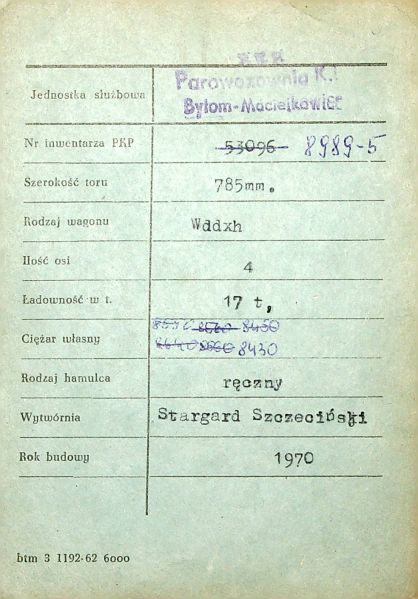 Jednostka służbowa Parowozownia K.
Bytom-Maciejkowice
Nr inwentarza PKP 53096 8989-5
Szerokość toru 785mm.
Rodzaj wagonu Wddxh
Ilość osi 4
Ładowność w t. 17 t,
8450
Ciężar własny 8430
Rodzaj hamulca ręczny
Wytwórnia Stargard Szczeciński
Rok budowy 1970
btm 3 1192-62 6000